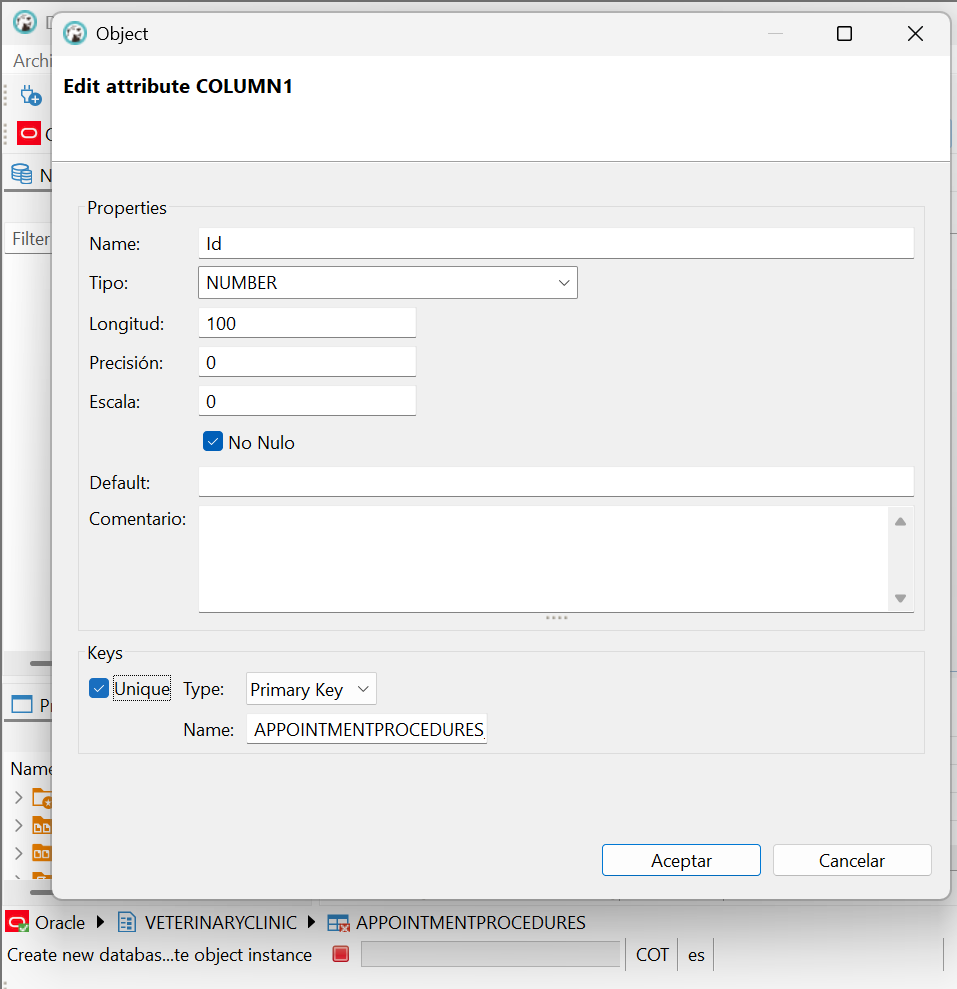 Object
Archi
Edit attribute COLUMN1
N
Filter
Properties
Name: Id
Tipo: NUMBER
Longitud: 100
Precisión: 0
Escala: 0
No Nulo
Default:
Comentario:
Keys
Unique Type: Primary Key
Name: APPOINTMENTPROCEDURES_
Name
Aceptar Cancelar
Oracle VETERINARYCLINIC APPOINTMENTPROCEDURES
Create new databas...te object instance COT es